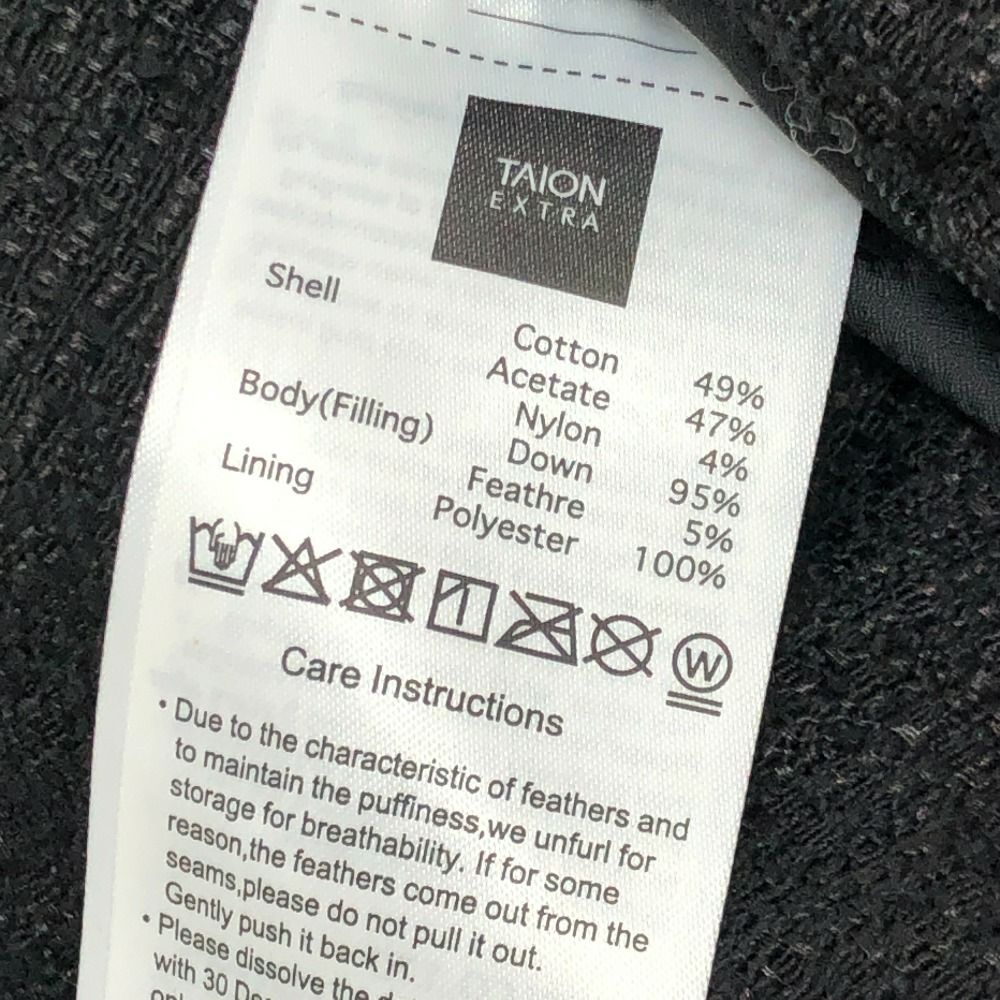 TAION
EXTRA
Shell
Cotton 49%
Acetate 47%
Nylon 4%
Body(Filling) Down 95%
Feathre 5%
Lining Polyester 100%
W
Care Instructions
• Due to the characteristic of feathers and
to maintain the puffiness,we unfurl for
storage for breathability. If for some
reason,the feathers come out from the
seams,please do not pull it out.
Gently push it back in.
• Please dissolve the
with 30